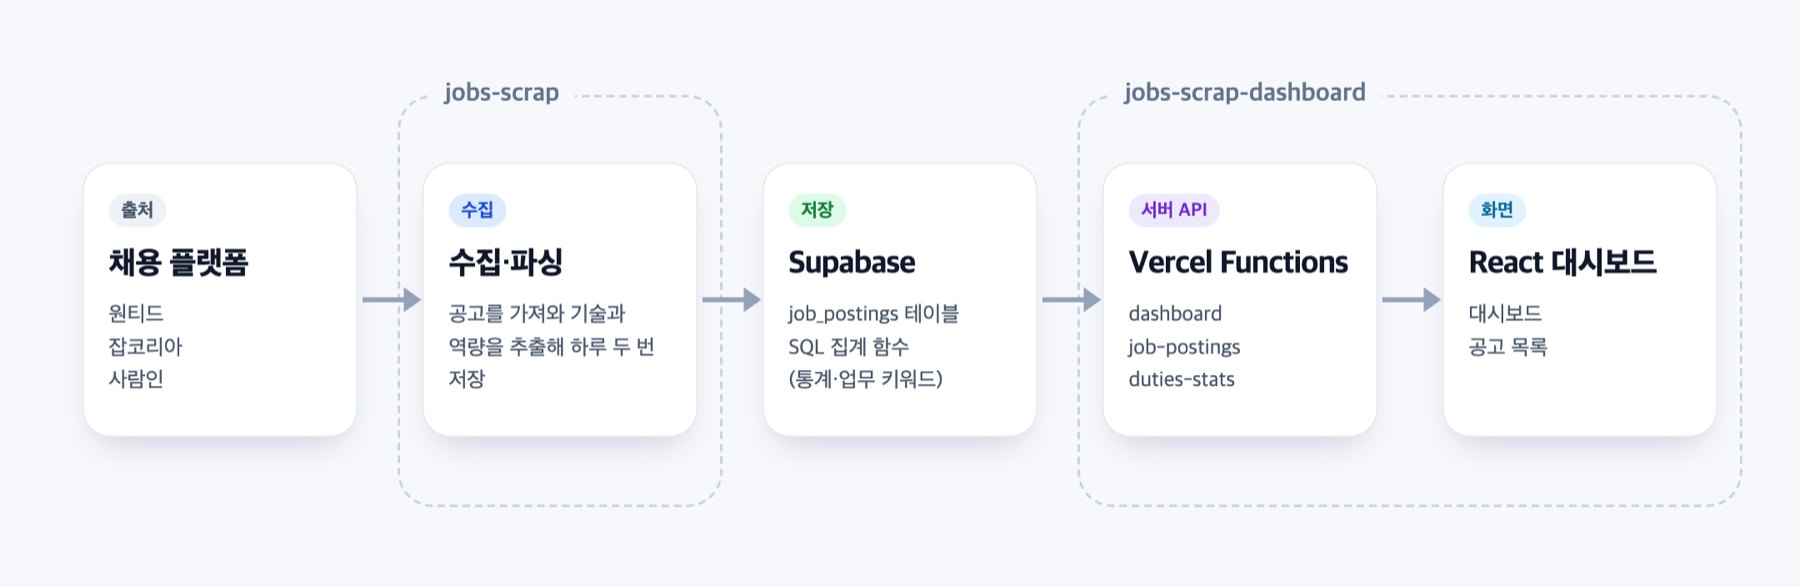 jobs-scrap
jobs-scrap-dashboard
출처
채용 플랫폼
원티드
잡코리아
사람인
수집
수집·파싱
공고를 가져와 기술과
역량을 추출해 하루 두 번
저장
저장
Supabase
job_postings 테이블
SQL 집계 함수
(통계·업무 키워드)
서버 API
Vercel Functions
dashboard
job-postings
duties-stats
화면
React 대시보드
대시보드
공고 목록